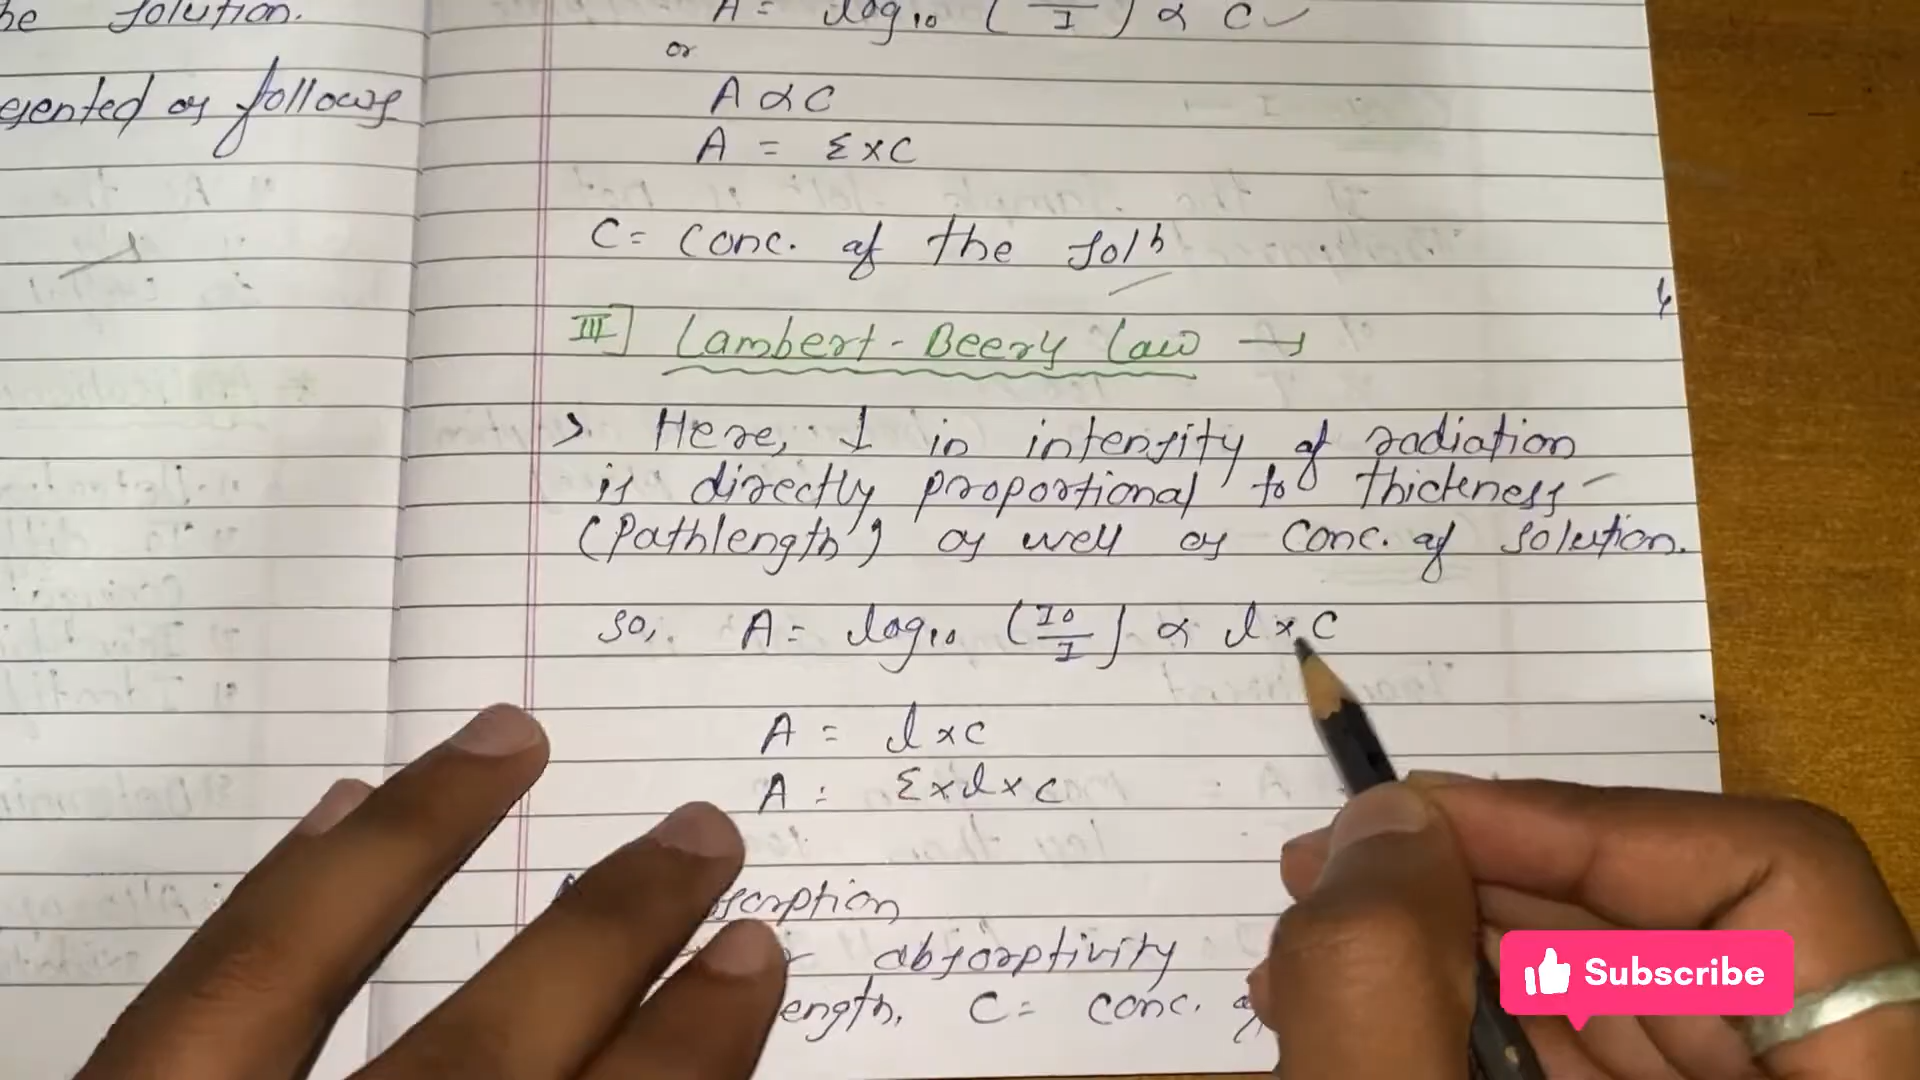 he solution.
esented as follows
A = log10 ( /I) ∝ C
or
A ∝ C
A = Σ x C
C = Conc. of the Solⁿ
III] Lambert-Beers Law →
> Here, ↓ in intensity of radiation
is directly proportional to thickness
(Pathlength) as well as Conc. of solution.
so, A = log10 (I0/I) ∝ l x C
A = l x C
A = Σ x l x C
absorptivity
C = conc.
Subscribe